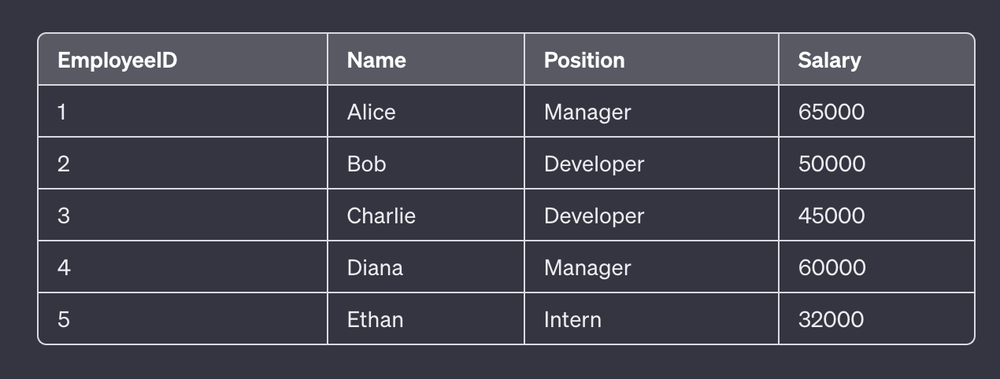 EmployeeID Name Position Salary
1 Alice Manager 65000
2 Bob Developer 50000
3 Charlie Developer 45000
4 Diana Manager 60000
5 Ethan Intern 32000